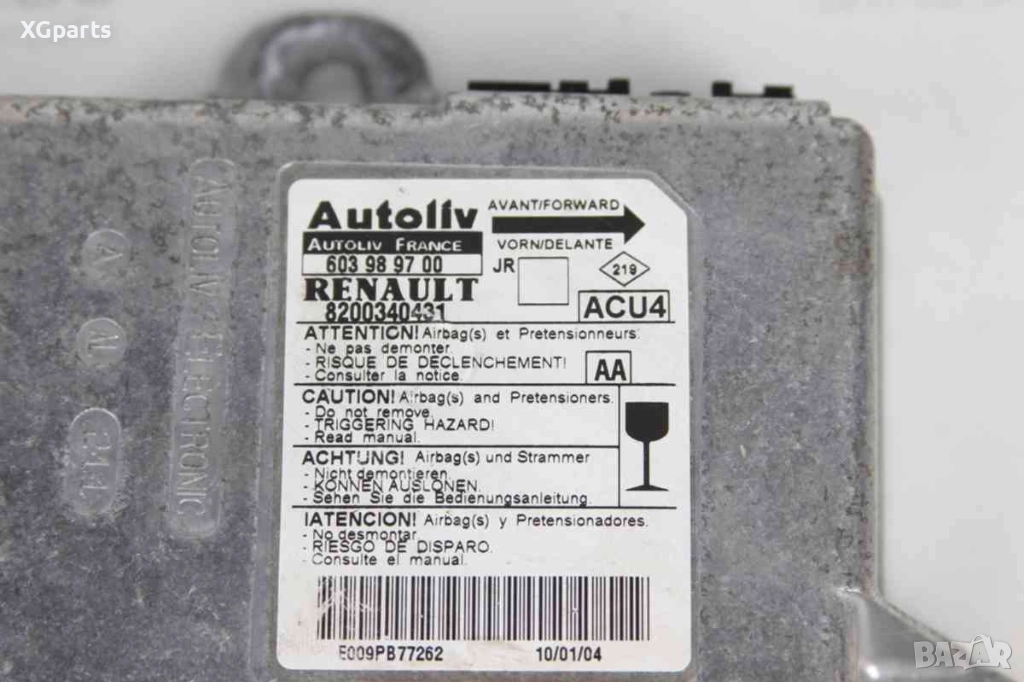 XGparts
Autoliv
AUTOLIV FRANCE
603 98 97 00
RENAULT
8200340431
AVANT/FORWARD
VORN/DELANTE
JR
219
ACU4
ATTENTION! Airbag(s) et Pretensionneurs.
- Ne pas demonter.
- RISQUE DE DECLENCHEMENT!
- Consulter la notice.
AA
CAUTION! Airbag(s) and Pretensioners.
- Do not remove.
- TRIGGERING HAZARD!
- Read manual.
ACHTUNG! Airbag(s) und Strammer
- Nicht demontieren.
- KONNEN AUSLONEN.
- Sehen Sie die Bedienungsanleitung.
IATENCION! Airbag(s) y Pretensionadores.
- No desmontar.
- RIESGO DE DISPARO.
- Consulte el manual.
E009PB77262
10/01/04
BAZAR